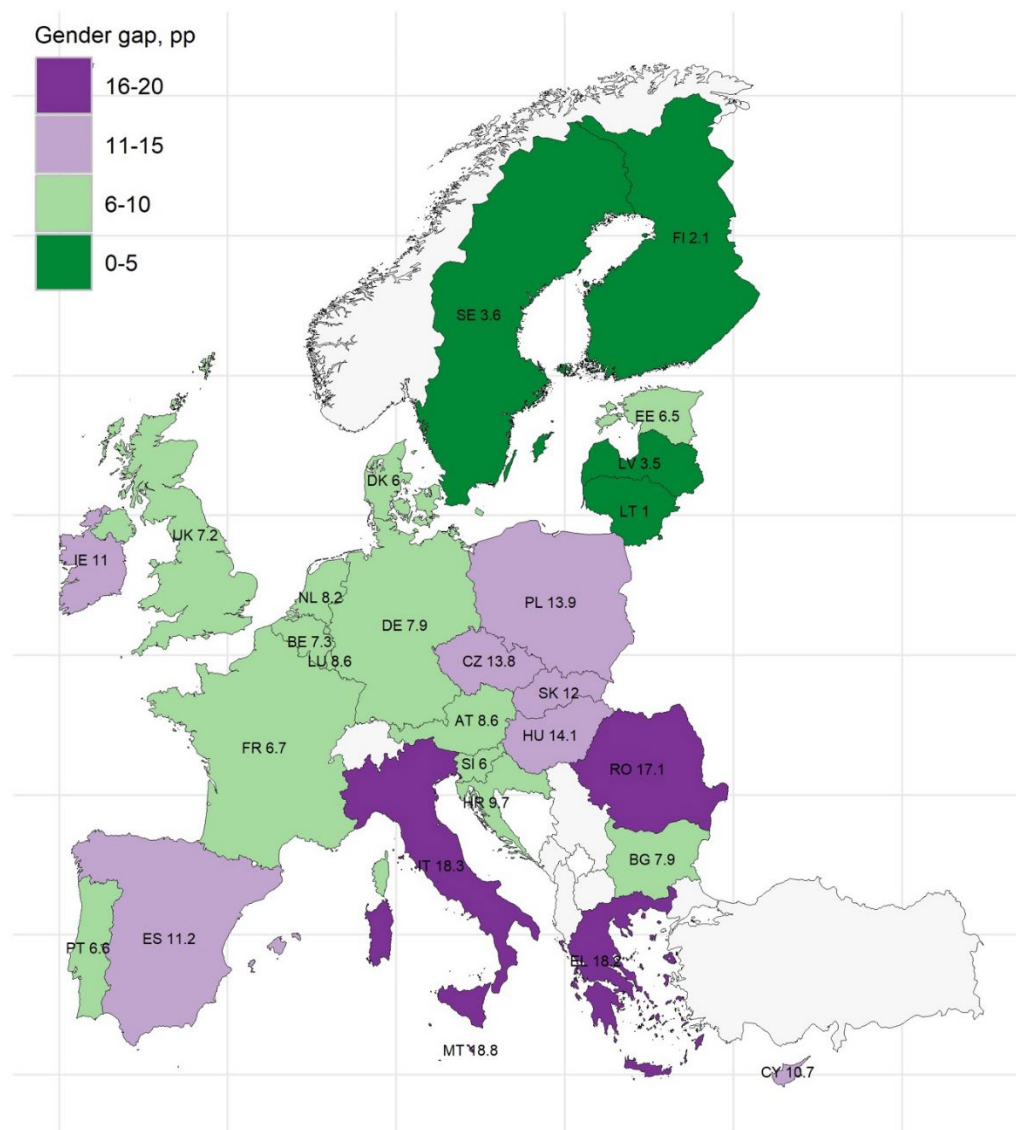 Gender gap, pp
16-20
11-15
6-10
0-5
FI 2.1
SE 3.6
EE 6.5
LV 3.5
DK 6
LT 1
UK 7.2
IE 11
NL 8.2
PL 13.9
DE 7.9
BE 7.3
LU 8.6
CZ 13.8
SK 12
AT 8.6
HU 14.1
FR 6.7
SI 6
RO 17.1
HR 9.7
BG 7.9
IT 18.3
PT 6.6
ES 11.2
EL 18.2
MT 18.8
CY 10.7